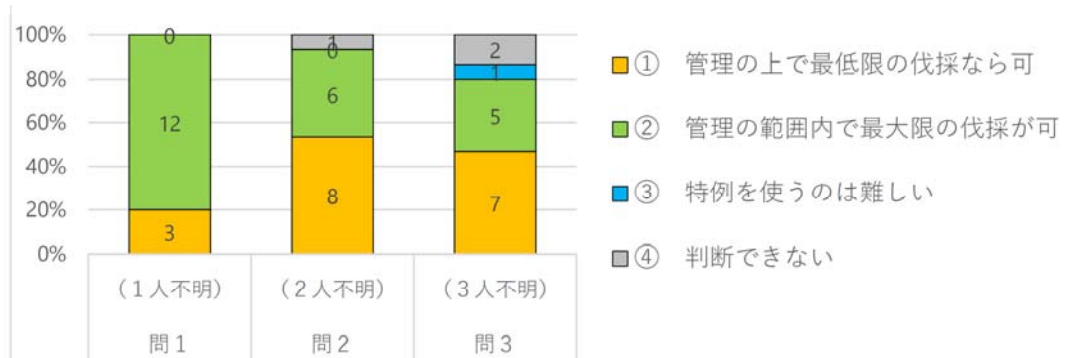 100%
80%
60%
40%
20%
0%
0
12
3
1
0
6
8
2
1
5
7
(1人不明)
(2人不明)
(3人不明)
問1
問2
問3
① 管理の上で最低限の伐採なら可
② 管理の範囲内で最大限の伐採が可
③ 特例を使うのは難しい
④ 判断できない